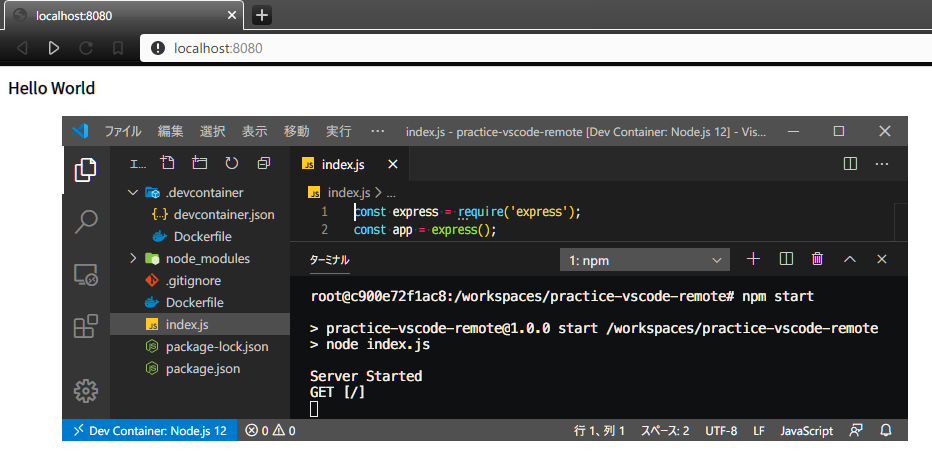 localhost:8080
localhost:8080
Hello World
ファイル 編集 選択 表示 移動 実行 ··· index.js - practice-vscode-remote [Dev Container: Node.js 12] - Vis...
エ...
index.js
.devcontainer
devcontainer.json
Dockerfile
node_modules
.gitignore
Dockerfile
index.js
package-lock.json
package.json
index.js > ...
1 const express = require('express');
2 const app = express();
ターミナル 1: npm
root@c900e72f1ac8:/workspaces/practice-vscode-remote# npm start
> practice-vscode-remote@1.0.0 start /workspaces/practice-vscode-remote
> node index.js
Server Started
GET [/]
Dev Container: Node.js 12 0 0 行 1、列 1 スペース: 2 UTF-8 LF JavaScript